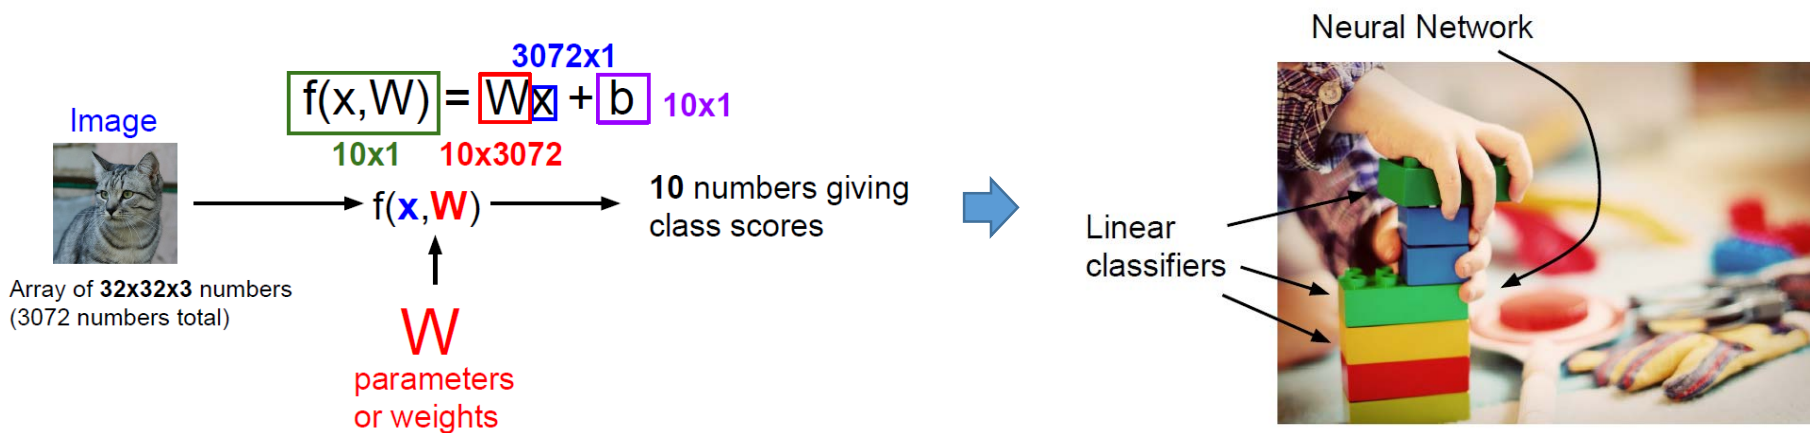 Neural Network
3072x1
f(x,W) = Wx + b
10x1
Image
10x1
10x3072
f(x,W)
10 numbers giving
class scores
Linear
classifiers
Array of 32x32x3 numbers
(3072 numbers total)
W
parameters
or weights